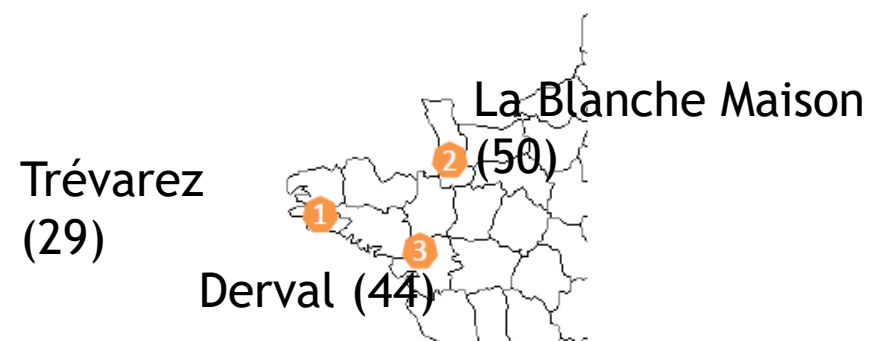 La Blanche Maison
(50)
2
Trévarez
(29)
1
3
Derval (44)